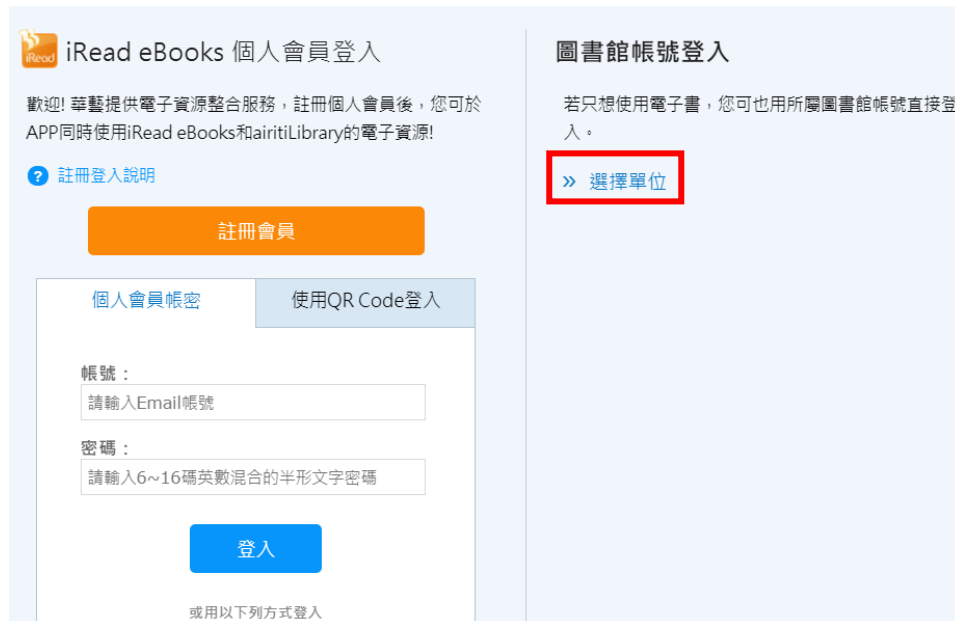 iRead
iRead eBooks 個人會員登入
歡迎! 華藝提供電子資源整合服務，註冊個人會員後，您可於
APP同時使用iRead eBooks和airitiLibrary的電子資源!
? 註冊登入說明
註冊會員
個人會員帳密
使用QR Code登入
帳號：
請輸入Email帳號
密碼：
請輸入6~16碼英數混合的半形文字密碼
登入
或用以下列方式登入
圖書館帳號登入
若只想使用電子書，您可也用所屬圖書館帳號直接登
入。
» 選擇單位